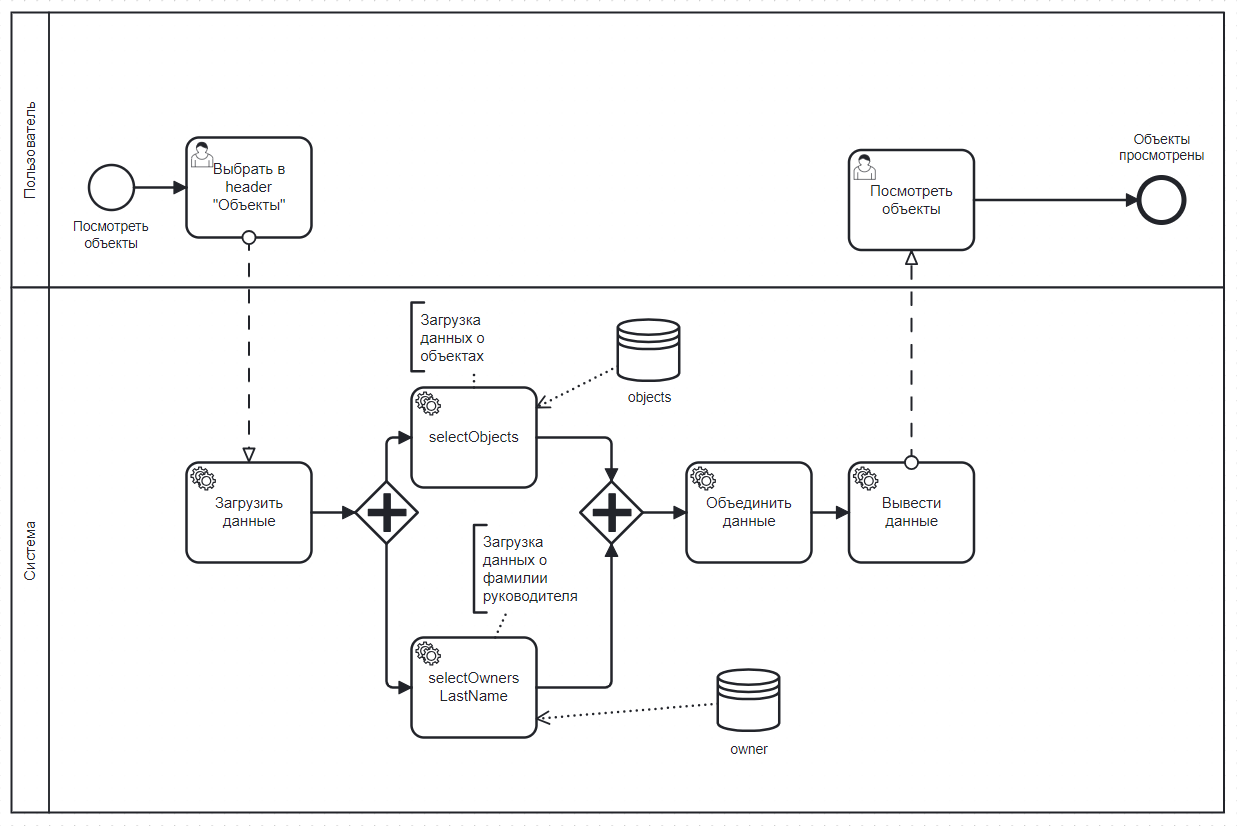 Пользователь
Посмотреть
объекты
Выбрать в
header
"Объекты"
Посмотреть
объекты
Объекты
просмотрены
Система
Загрузить
данные
Загрузка
данных о
объектах
selectObjects
objects
Загрузка
данных о
фамилии
руководителя
selectOwners
LastName
owner
Объединить
данные
Вывести
данные